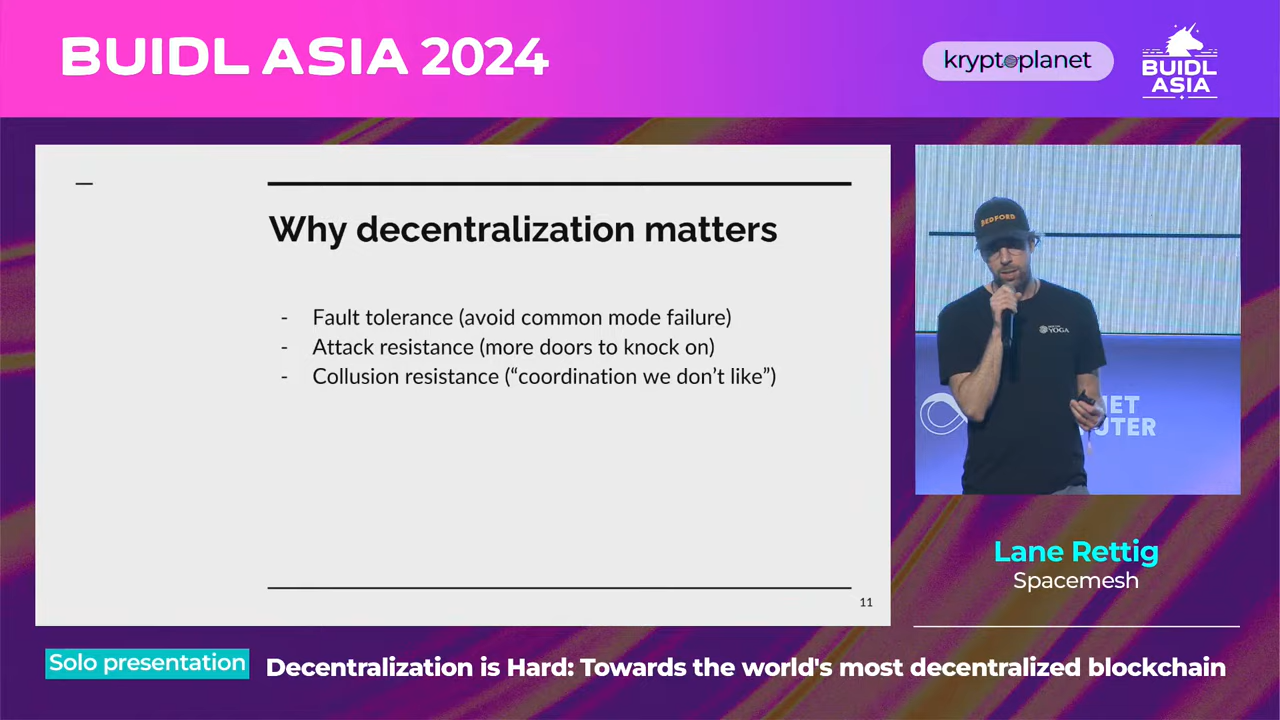 BUIDL ASIA 2024
kryptoplanet
BUIDL
ASIA
Why decentralization matters
- Fault tolerance (avoid common mode failure)
- Attack resistance (more doors to knock on)
- Collusion resistance (“coordination we don’t like”)
11
BEDFORD
YOGA
Lane Rettig
Spacemesh
Solo presentation
Decentralization is Hard: Towards the world's most decentralized blockchain